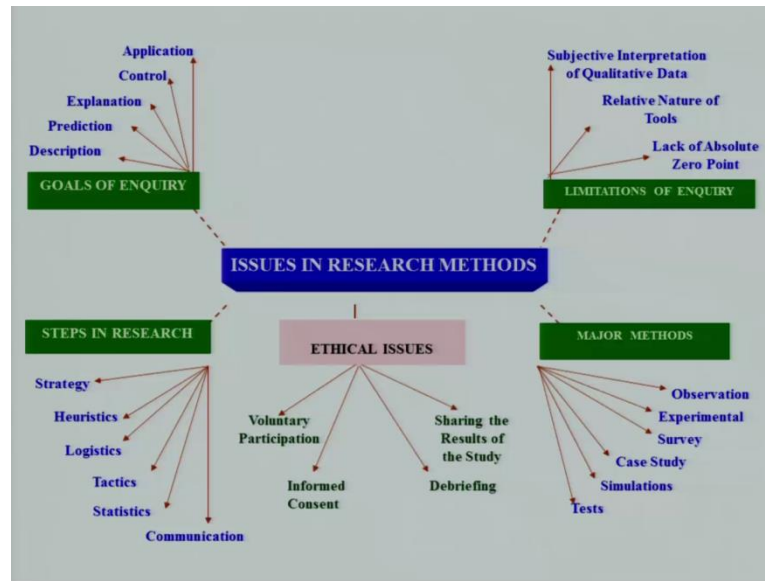 Application
Control
Explanation
Prediction
Description
GOALS OF ENQUIRY
Subjective Interpretation
of Qualitative Data
Relative Nature of
Tools
Lack of Absolute
Zero Point
LIMITATIONS OF ENQUIRY
ISSUES IN RESEARCH METHODS
STEPS IN RESEARCH
Strategy
Heuristics
Logistics
Tactics
Statistics
Communication
ETHICAL ISSUES
Voluntary
Participation
Informed
Consent
Sharing the
Results of
the Study
Debriefing
MAJOR METHODS
Observation
Experimental
Survey
Case Study
Simulations
Tests